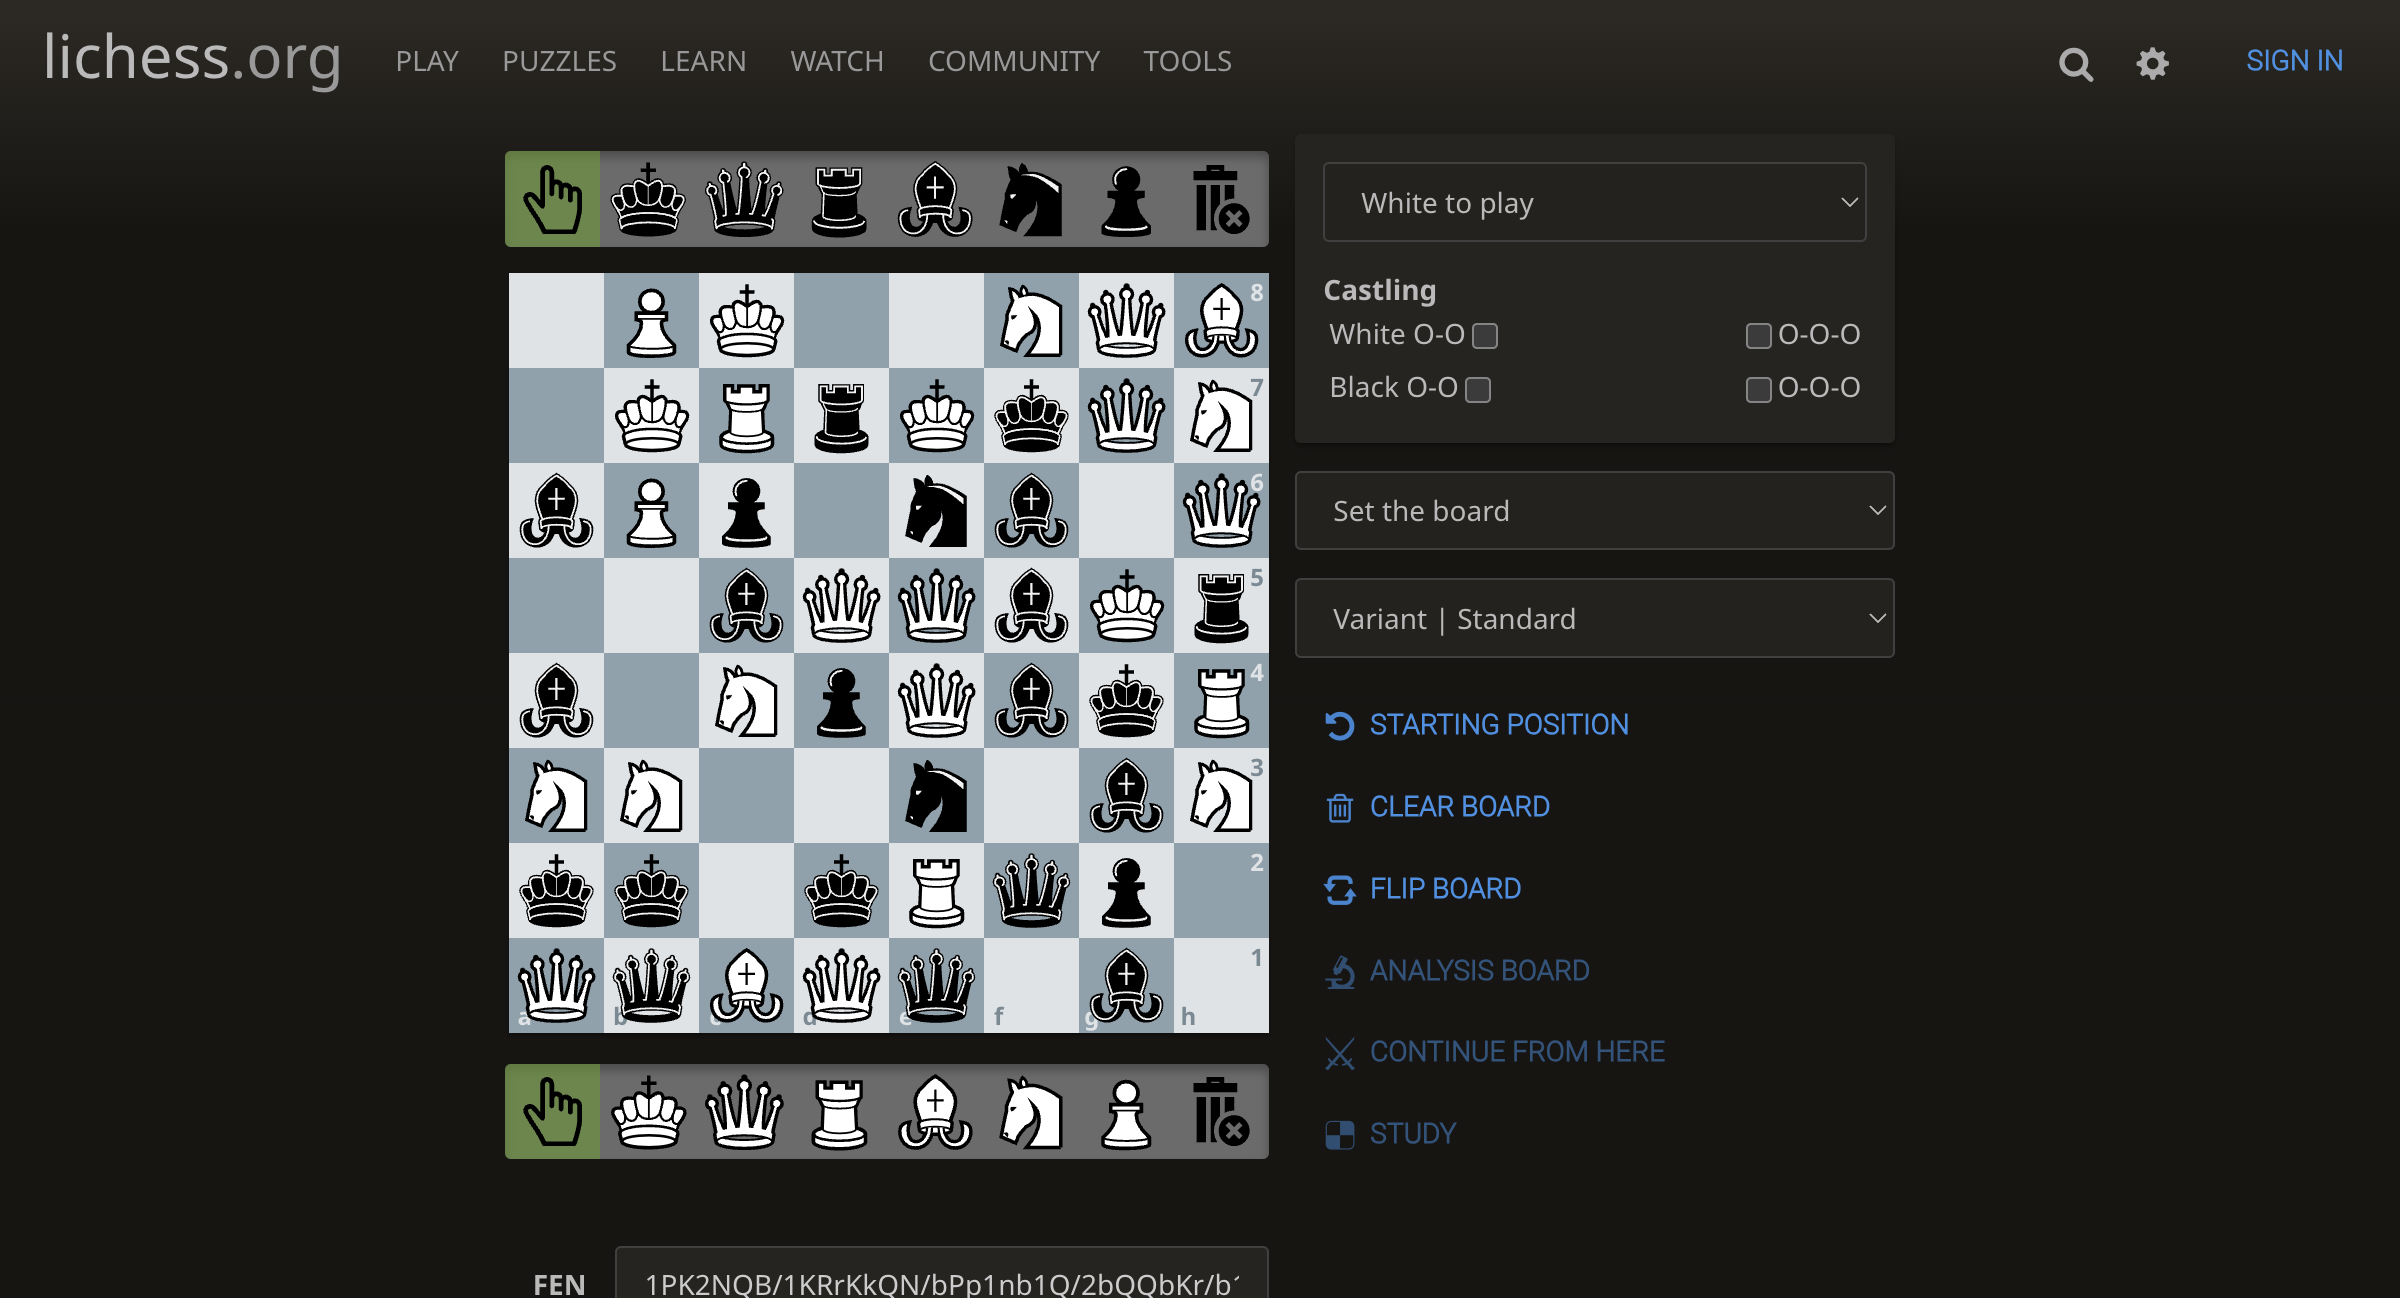 lichess.org PLAY PUZZLES LEARN WATCH COMMUNITY TOOLS SIGN IN
White to play
Castling
White O-O O-O-O
Black O-O O-O-O
Set the board
Variant | Standard
STARTING POSITION
CLEAR BOARD
FLIP BOARD
ANALYSIS BOARD
CONTINUE FROM HERE
STUDY
8
7
6
5
4
3
2
1
a b c d e f g h
FEN 1PK2NQB/1KRrKkQN/bPp1nb1Q/2bQQbKr/b1